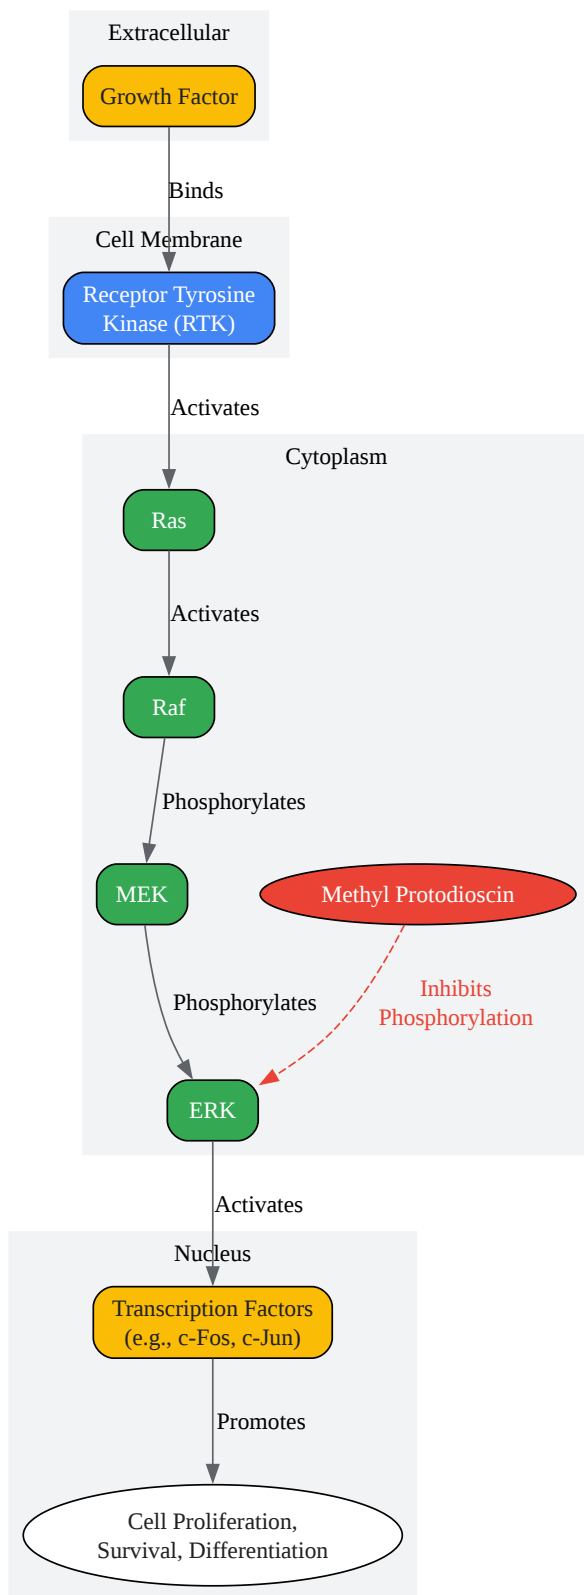 Extracellular
Growth Factor
Binds
Cell Membrane
Receptor Tyrosine
Kinase (RTK)
Activates
Cytoplasm
Ras
Activates
Raf
Phosphorylates
MEK
Methyl Protodioscin
Phosphorylates
Inhibits
Phosphorylation
ERK
Activates
Nucleus
Transcription Factors
(e.g., c-Fos, c-Jun)
Promotes
Cell Proliferation,
Survival, Differentiation